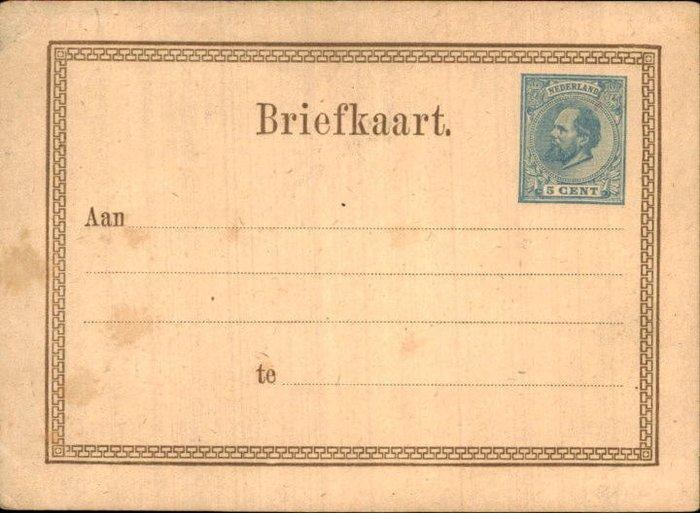 NEDERLAND
5 CENT
Briefkaart.
Aan
te